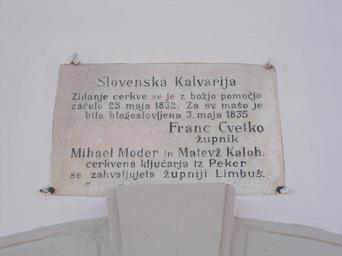 Slovenska Kalvarija
Zidanje cerkve se je z božjo pomočjo
začelo 25 maja 1832. Za sv. mašo je
bila blagoslovljena 3. maja 1835
Franc Cvetko
župnik
Mihael Moder in Matevž Kaloh.
cerkvena ključarja iz Peker
se zahvaljujeta župniji Limbuš.